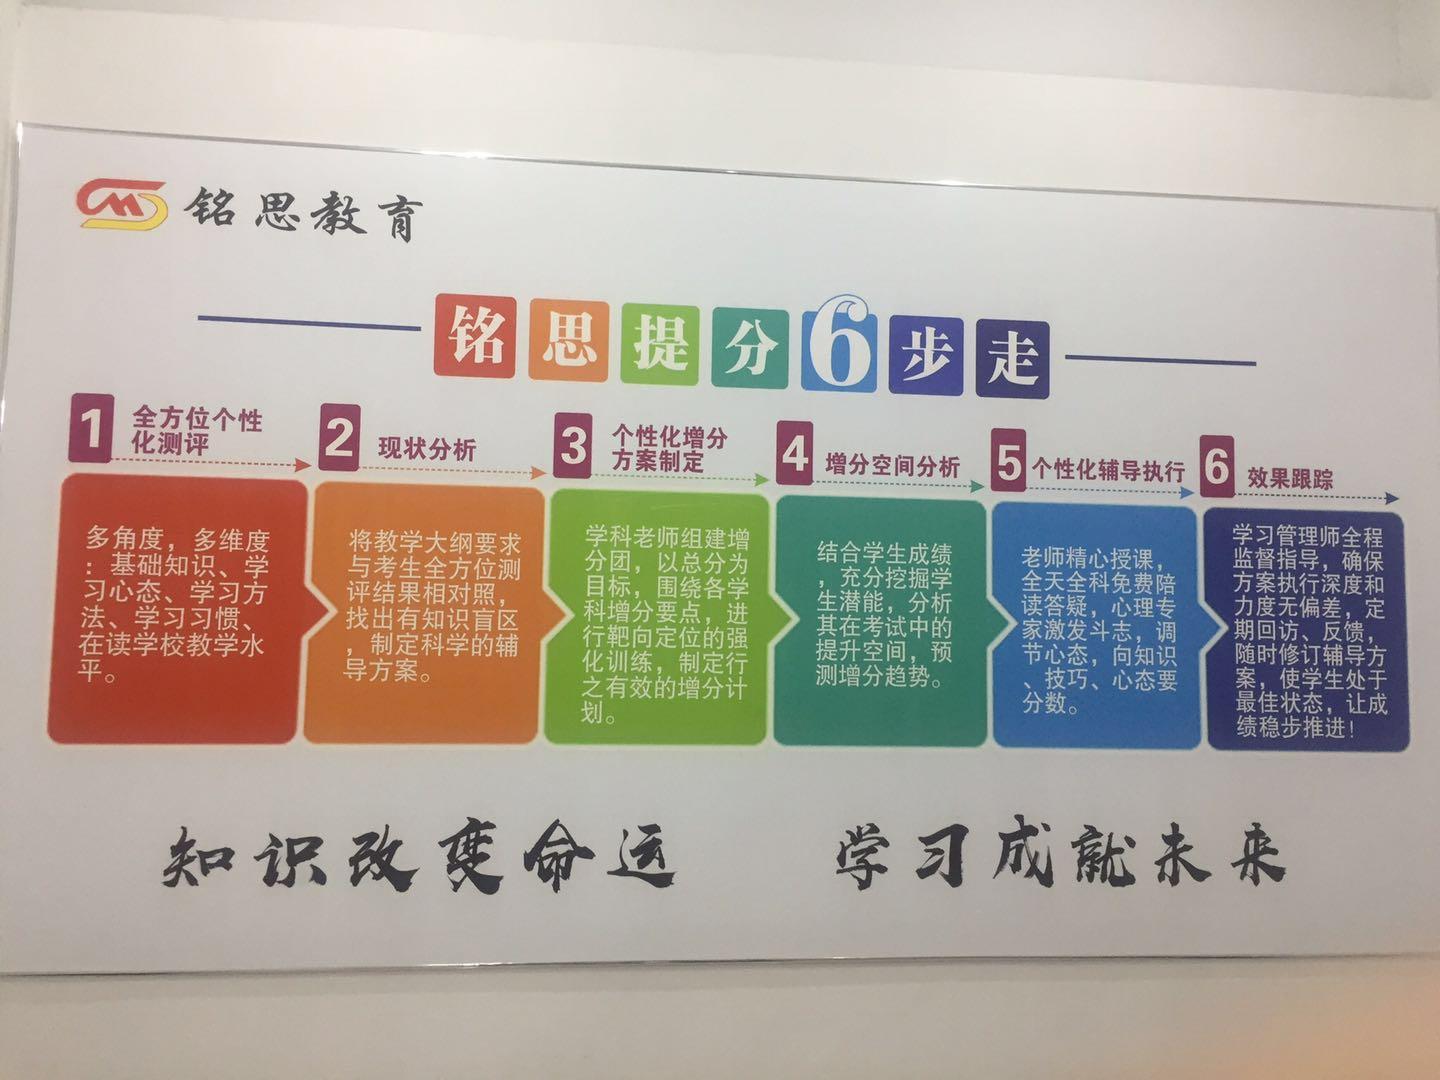 铭思教育
铭思提分6步走
1
全方位个性
化测评
多角度，多维度
：基础知识、学
习心态、学习方
法、学习习惯、
在读学校教学水
平。
2
现状分析
将教学大纲要求
与考生全方位测
评结果相对照，
找出有知识盲区
，制定科学的辅
导方案。
3
个性化增分
方案制定
学科老师组建增
分团，以总分为
目标，围绕各学
科增分要点，进
行靶向定位的强
化训练，制定行
之有效的增分计
划。
4
增分空间分析
结合学生成绩
，充分挖掘学
生潜能，分析
其在考试中的
提升空间，预
测增分趋势。
5
个性化辅导执行
老师精心授课，
全天全科免费陪
读答疑，心理专
家激发斗志，调
节心态，向知识
、技巧、心态要
分数。
6
效果跟踪
学习管理师全程
监督指导，确保
方案执行深度和
力度无偏差，定
期回访、反馈，
随时修订辅导方
案，使学生处于
最佳状态，让成
绩稳步推进！
知识改变命运 学习成就未来